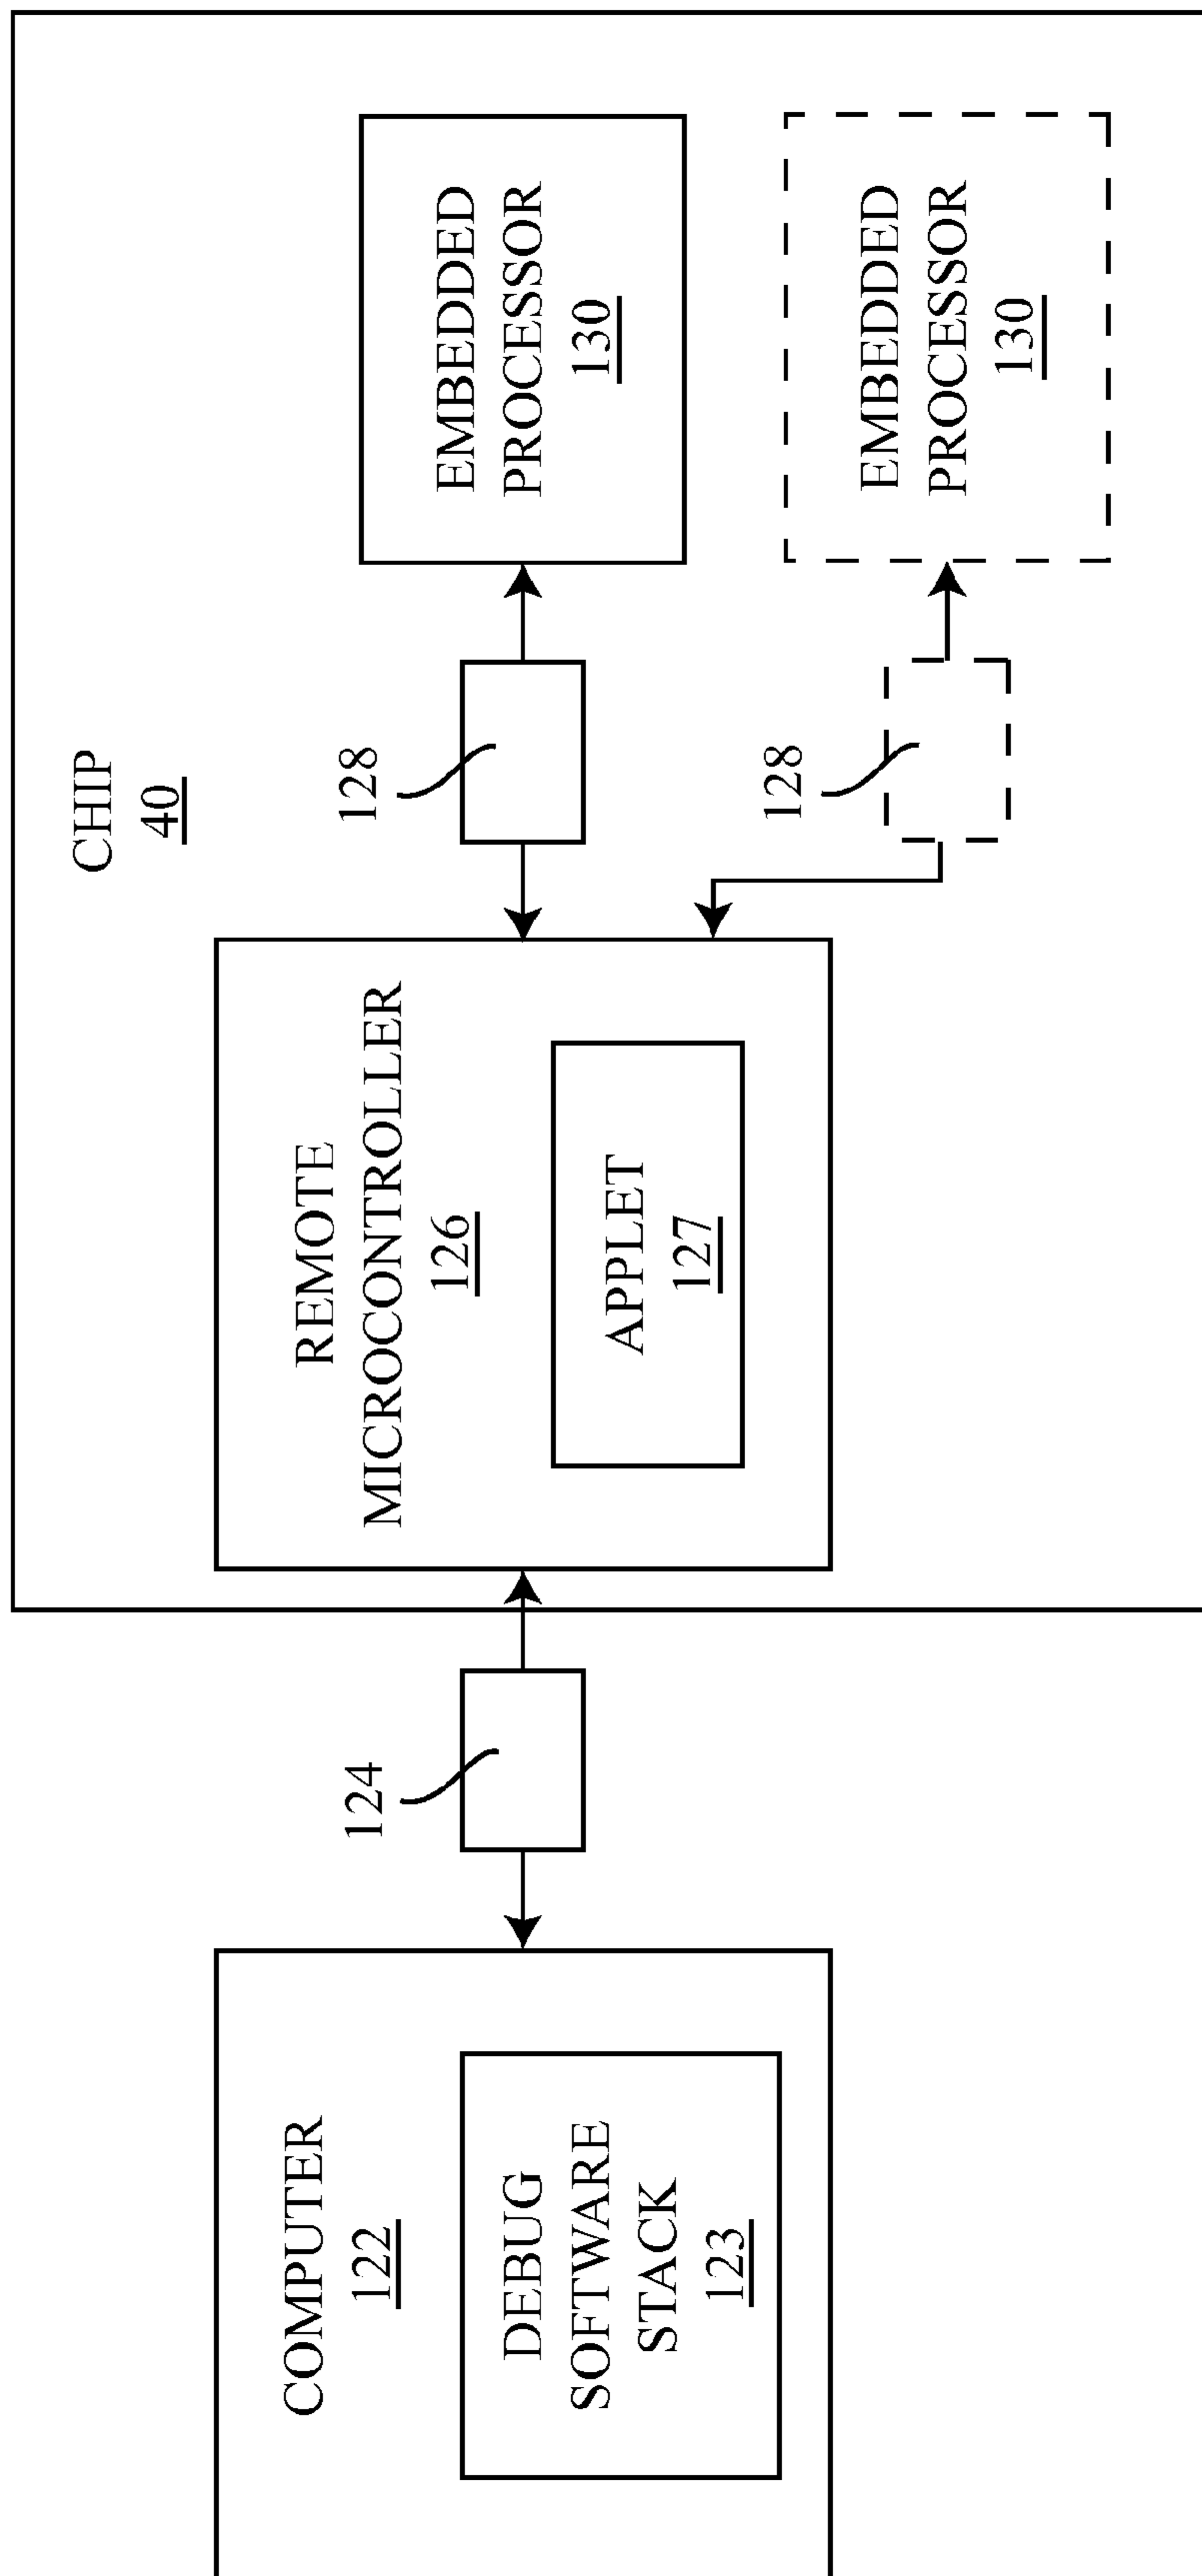 COMPUTER
122
DEBUG
SOFTWARE
STACK
123
124
CHIP
40
REMOTE
MICROCONTROLLER
126
APPLET
127
128
EMBEDDED
PROCESSOR
130
128
EMBEDDED
PROCESSOR
130